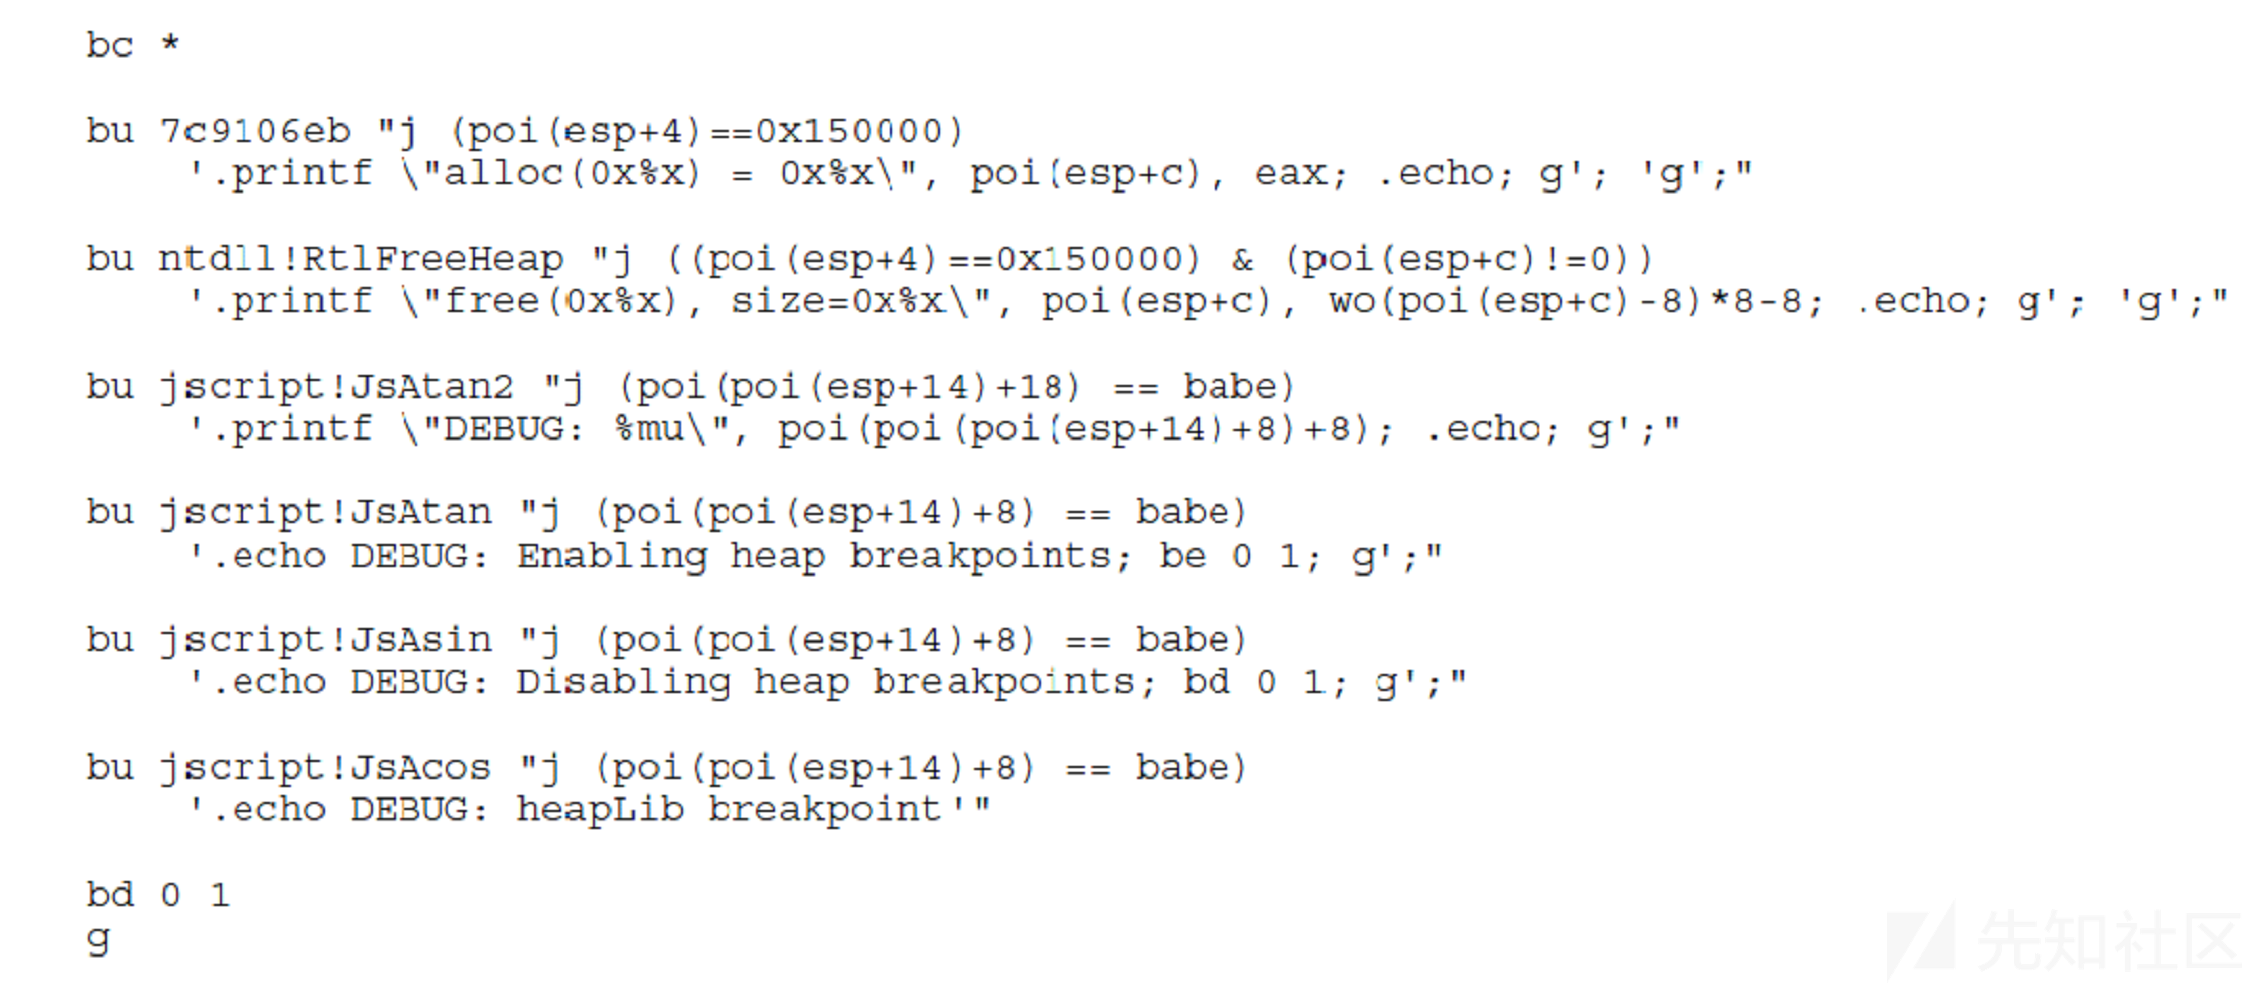 bc *
bu 7c9106eb "j (poi(esp+4)==0x150000)
'.printf \"alloc(0x%x) = 0x%x\", poi(esp+c), eax; .echo; g'; 'g';"
bu ntdll!RtlFreeHeap "j ((poi(esp+4)==0x150000) & (poi(esp+c)!=0))
'.printf \"free(0x%x), size=0x%x\", poi(esp+c), wo(poi(esp+c)-8)*8-8; .echo; g'; 'g';"
bu jscript!JsAtan2 "j (poi(poi(esp+14)+18) == babe)
'.printf \"DEBUG: %mu\", poi(poi(poi(esp+14)+8)+8); .echo; g';"
bu jscript!JsAtan "j (poi(poi(esp+14)+8) == babe)
'.echo DEBUG: Enabling heap breakpoints; be 0 1; g';"
bu jscript!JsAsin "j (poi(poi(esp+14)+8) == babe)
'.echo DEBUG: Disabling heap breakpoints; bd 0 1; g';"
bu jscript!JsAcos "j (poi(poi(esp+14)+8) == babe)
'.echo DEBUG: heapLib breakpoint'"
bd 0 1
g
先知社区